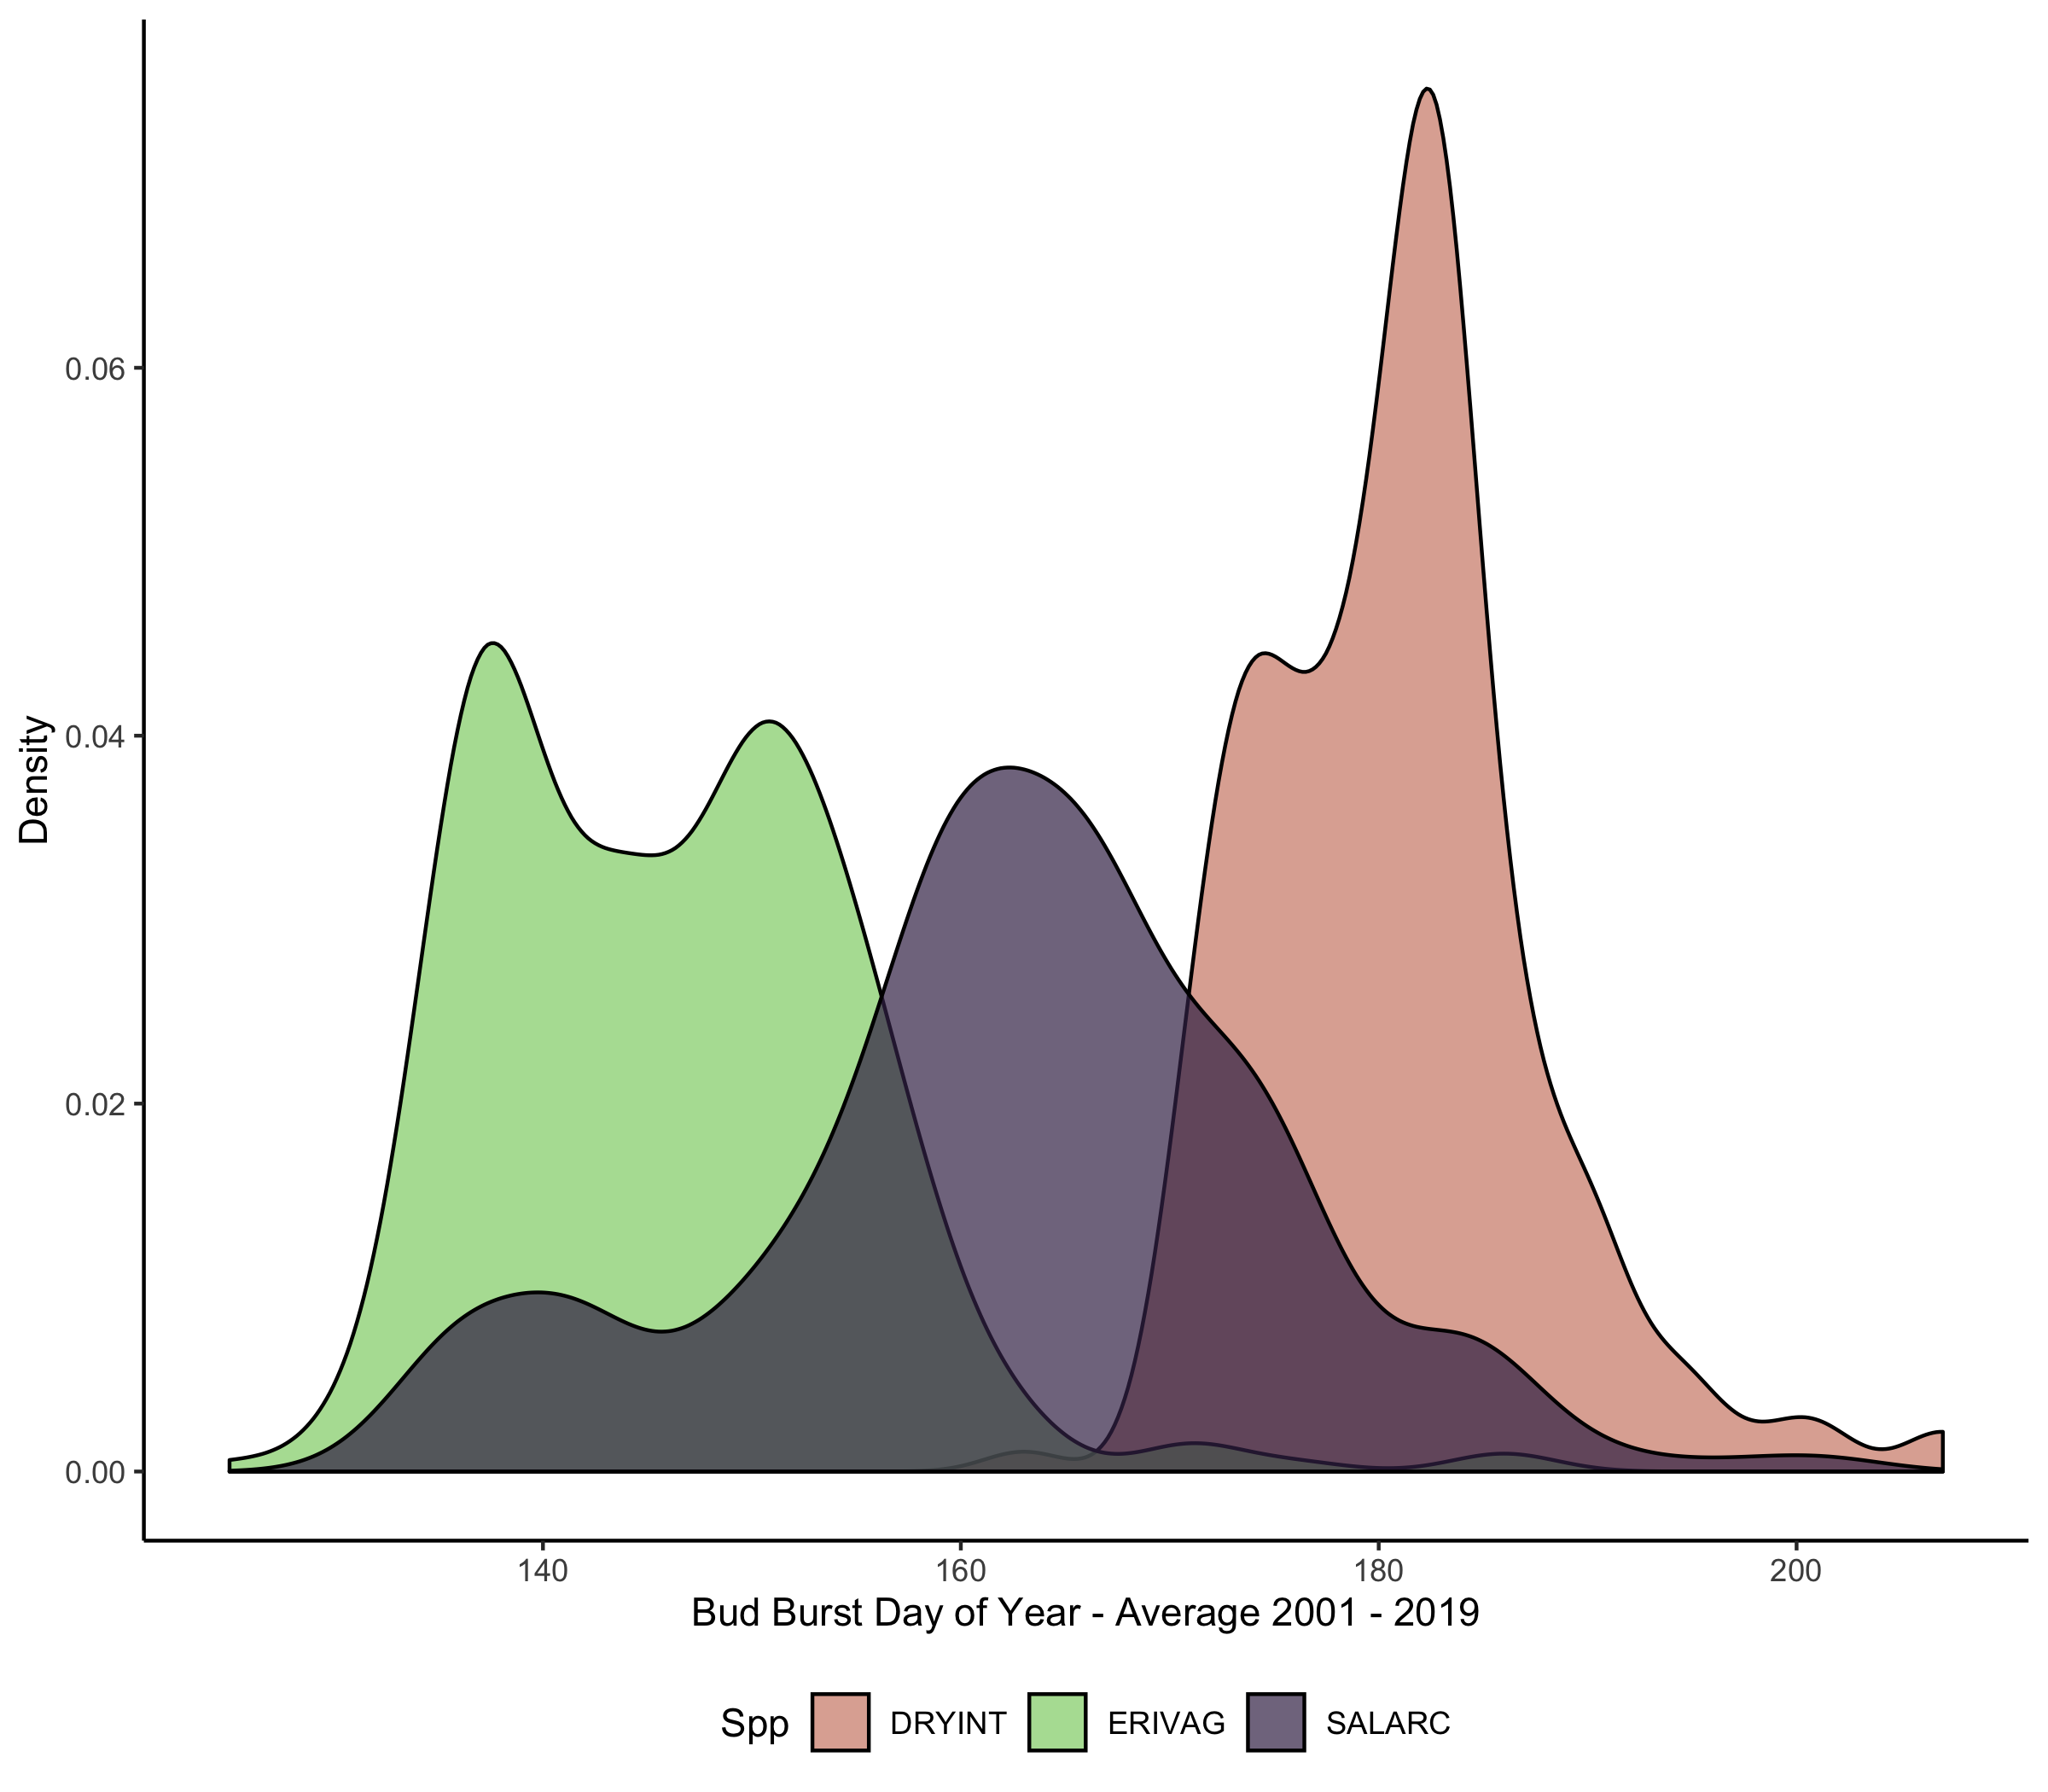 0.06
0.04
0.02
0.00
Density
140 160 180 200
Bud Burst Day of Year - Average 2001 - 2019
Spp DRYINT ERIVAG SALARC